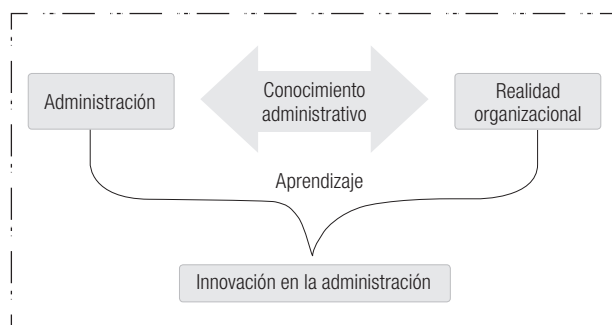 Administración
Conocimiento
administrativo
Realidad
organizacional
Aprendizaje
Innovación en la administración